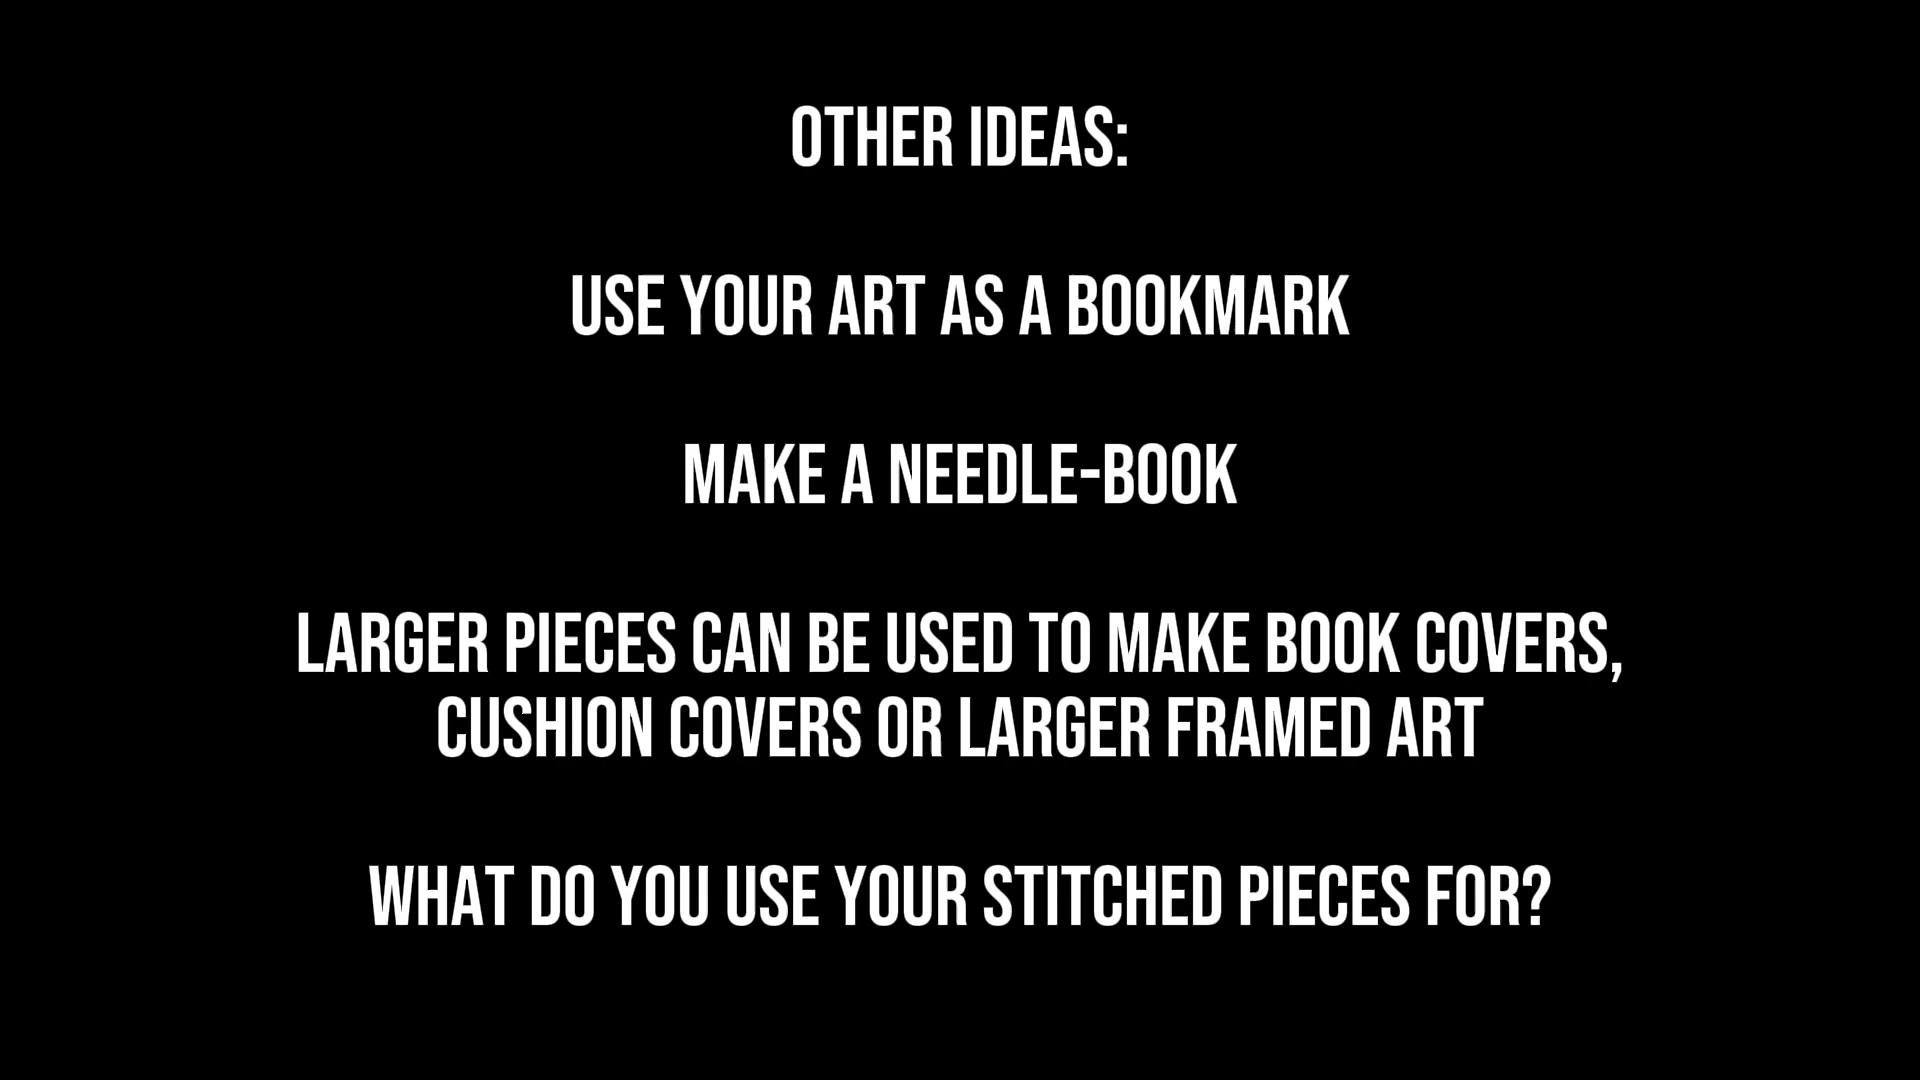 OTHER IDEAS:
USE YOUR ART AS A BOOKMARK
MAKE A NEEDLE-BOOK
LARGER PIECES CAN BE USED TO MAKE BOOK COVERS,
CUSHION COVERS OR LARGER FRAMED ART
WHAT DO YOU USE YOUR STITCHED PIECES FOR?